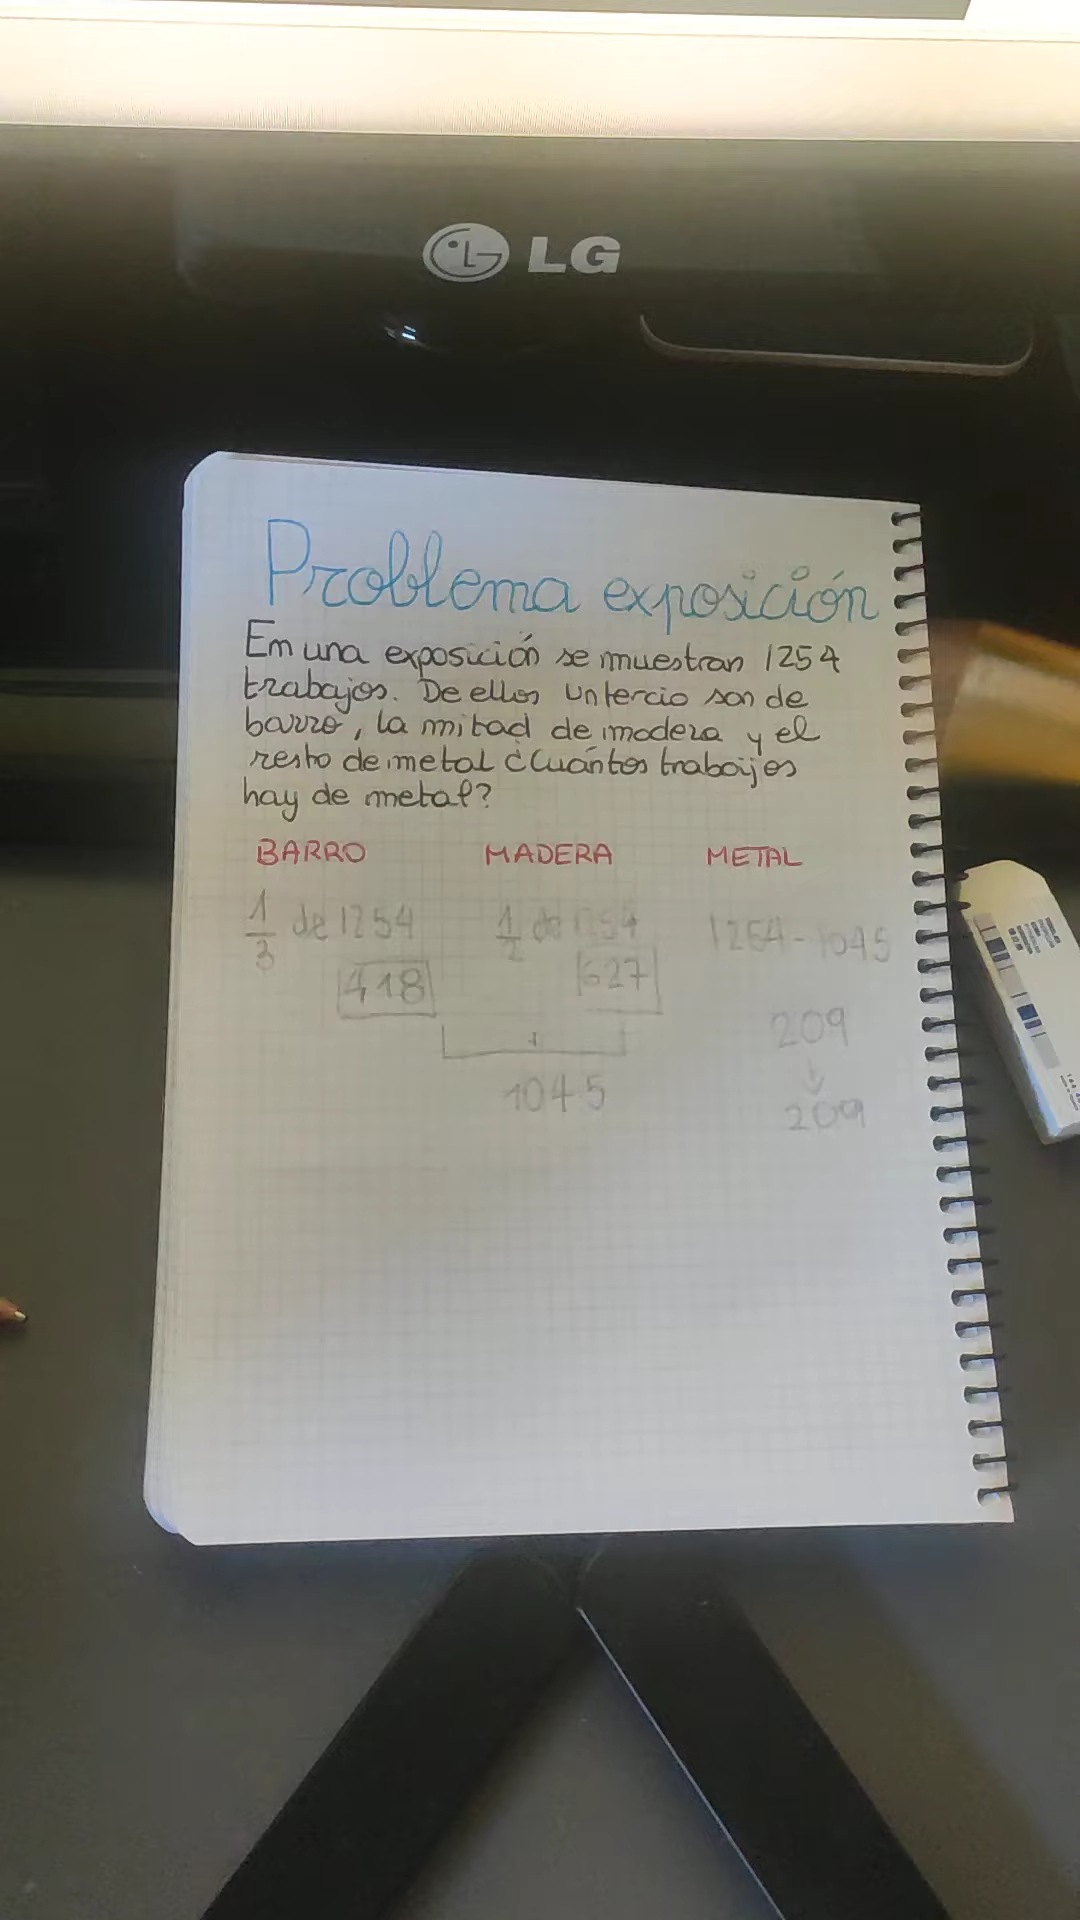 LG
Problema exposición
En una exposición se muestran 1254
trabajos. De ellos un tercio son de
barro, la mitad de madera y el
resto de metal ¿Cuántos trabajos
hay de metal?
BARRO MADERA METAL
1/3 de 1254 1/2 de 1254 1254-1045
418 627
209
+
↓
1045 209